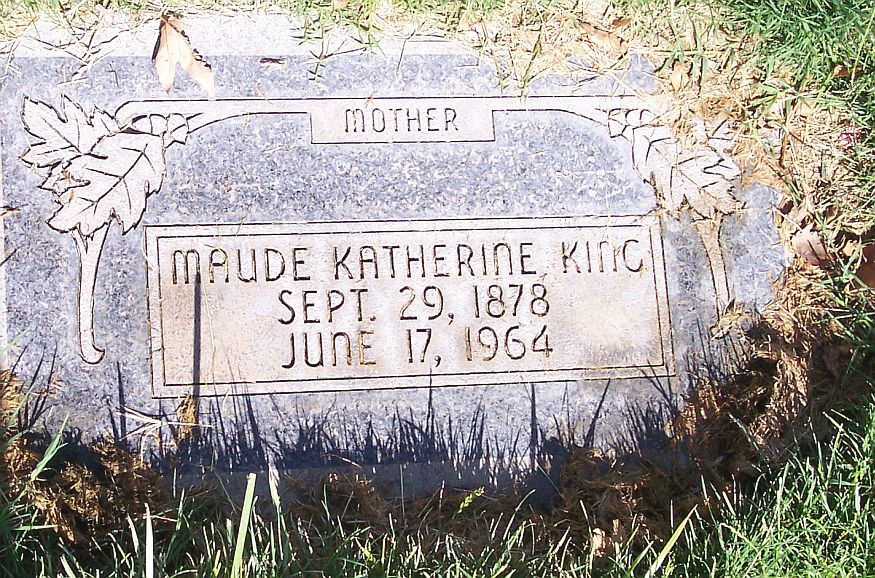 MOTHER
MAUDE KATHERINE KING
SEPT. 29, 1878
JUNE 17, 1964